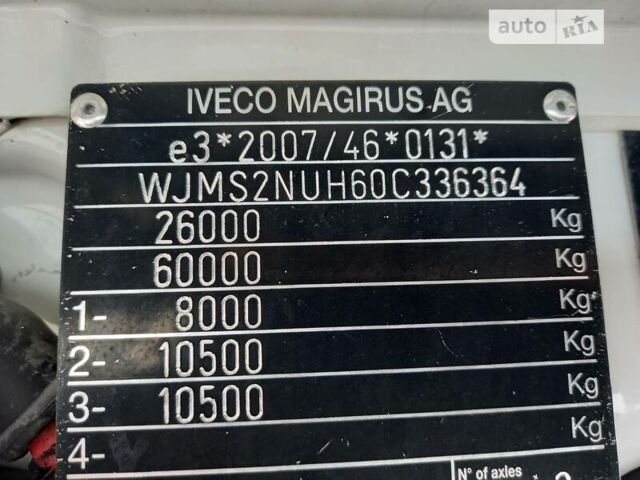 auto RIA
IVECO MAGIRUS AG
e3*2007/46*0131*
WJMS2NUH60C336364
26000 Kg
60000 Kg
1- 8000 Kg
2- 10500 Kg
3- 10500 Kg
4- Kg
N° of axles